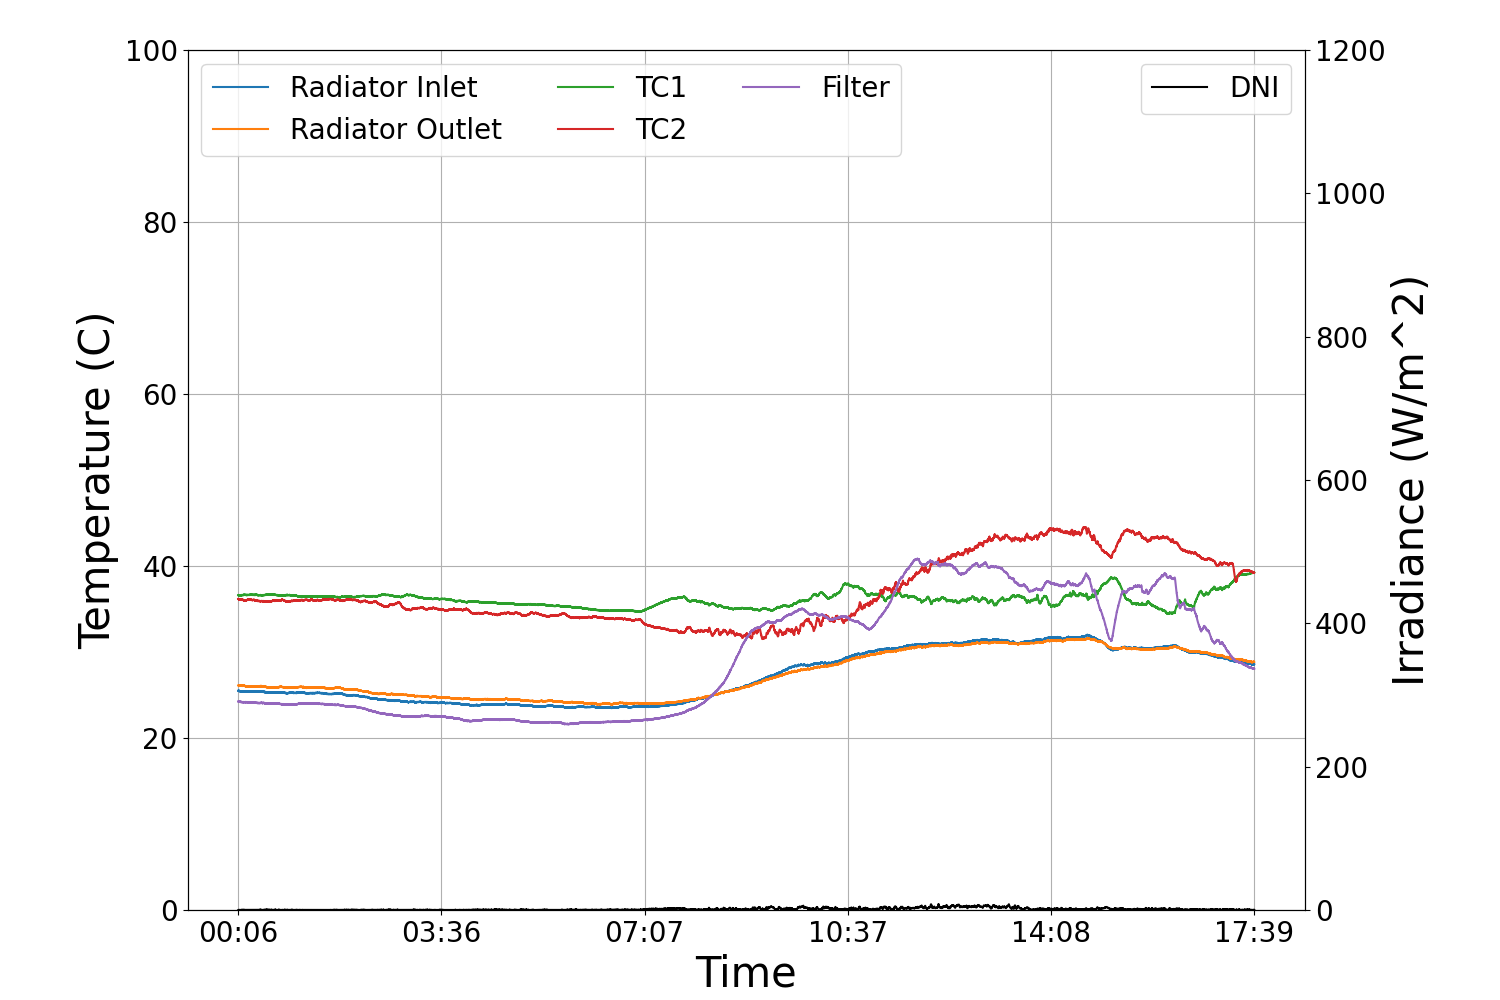 Radiator Inlet
Radiator Outlet
TC1
TC2
Filter
DNI
Temperature (C)
100
80
60
40
20
0
Irradiance (W/m^2)
1200
1000
800
600
400
200
0
00:06 03:36 07:07 10:37 14:08 17:39
Time